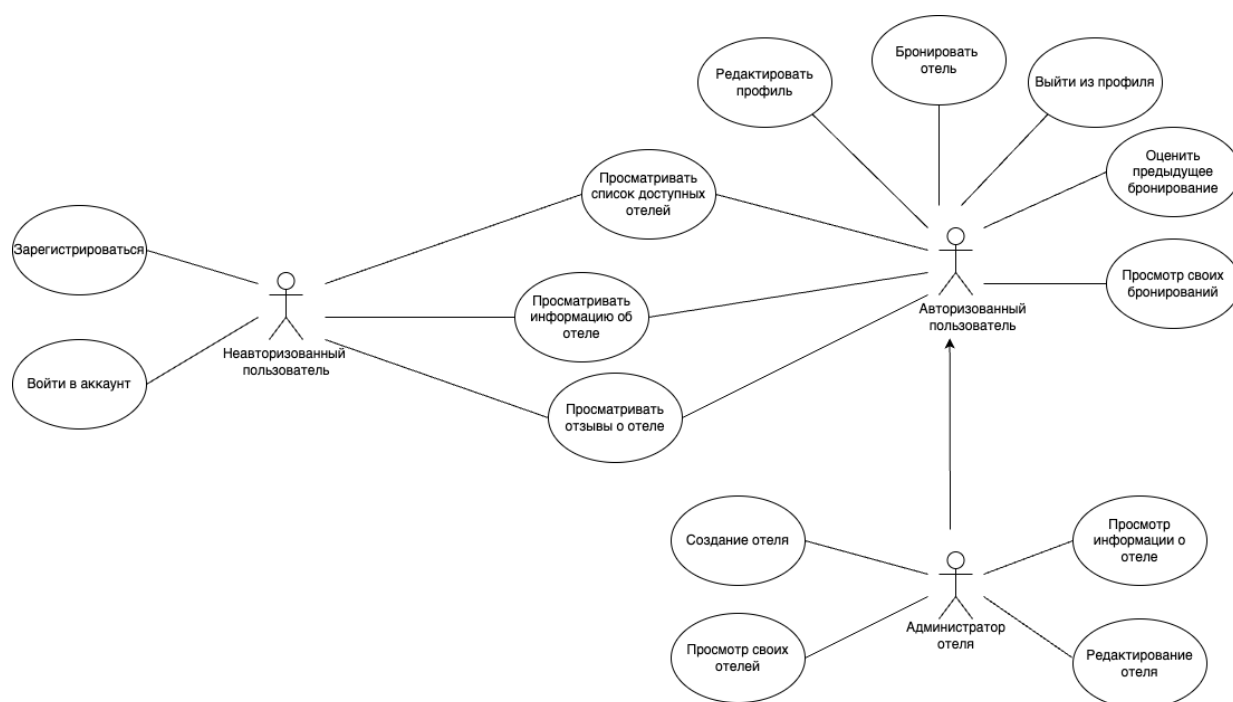 Бронировать
отель
Редактировать
профиль
Выйти из профиля
Оценить
предыдущее
бронирование
Просматривать
список доступных
отелей
Зарегистрироваться
Просмотр своих
бронирований
Просматривать
информацию об
отеле
Авторизованный
пользователь
Неавторизованный
пользователь
Войти в аккаунт
Просматривать
отзывы о отеле
Создание отеля
Просмотр
информации о
отеле
Администратор
отеля
Просмотр своих
отелей
Редактирование
отеля